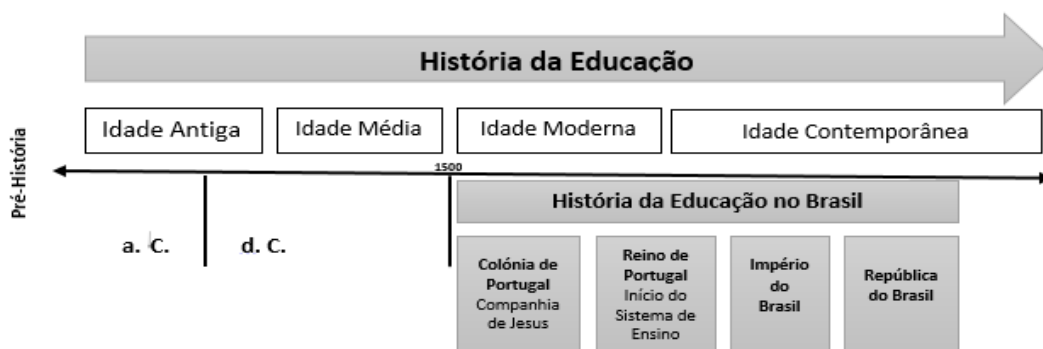 História da Educação
Idade Antiga
Idade Média
Idade Moderna
Idade Contemporânea
Pré-História
1500
História da Educação no Brasil
a. C.
d. C.
Colónia de
Portugal
Companhia
de Jesus
Reino de
Portugal
Início do
Sistema de
Ensino
Império
do
Brasil
República
do Brasil